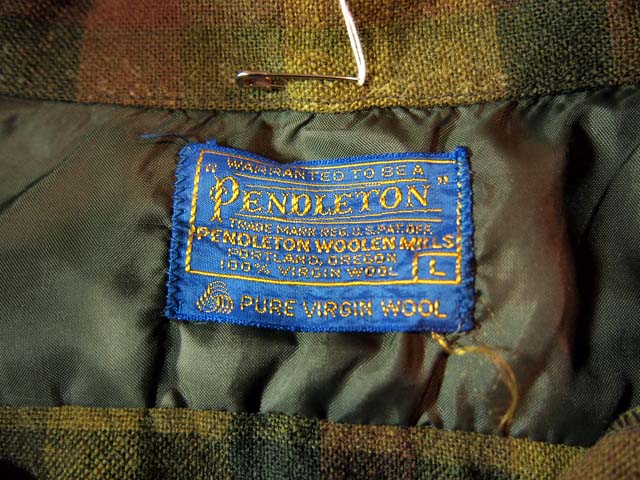 WARRANTED TO BE A
"PENDLETON"
TRADE MARK REG. U.S. PAT. OFF.
PENDLETON WOOLEN MILLS
PORTLAND, OREGON
100% VIRGIN WOOL
L
PURE VIRGIN WOOL